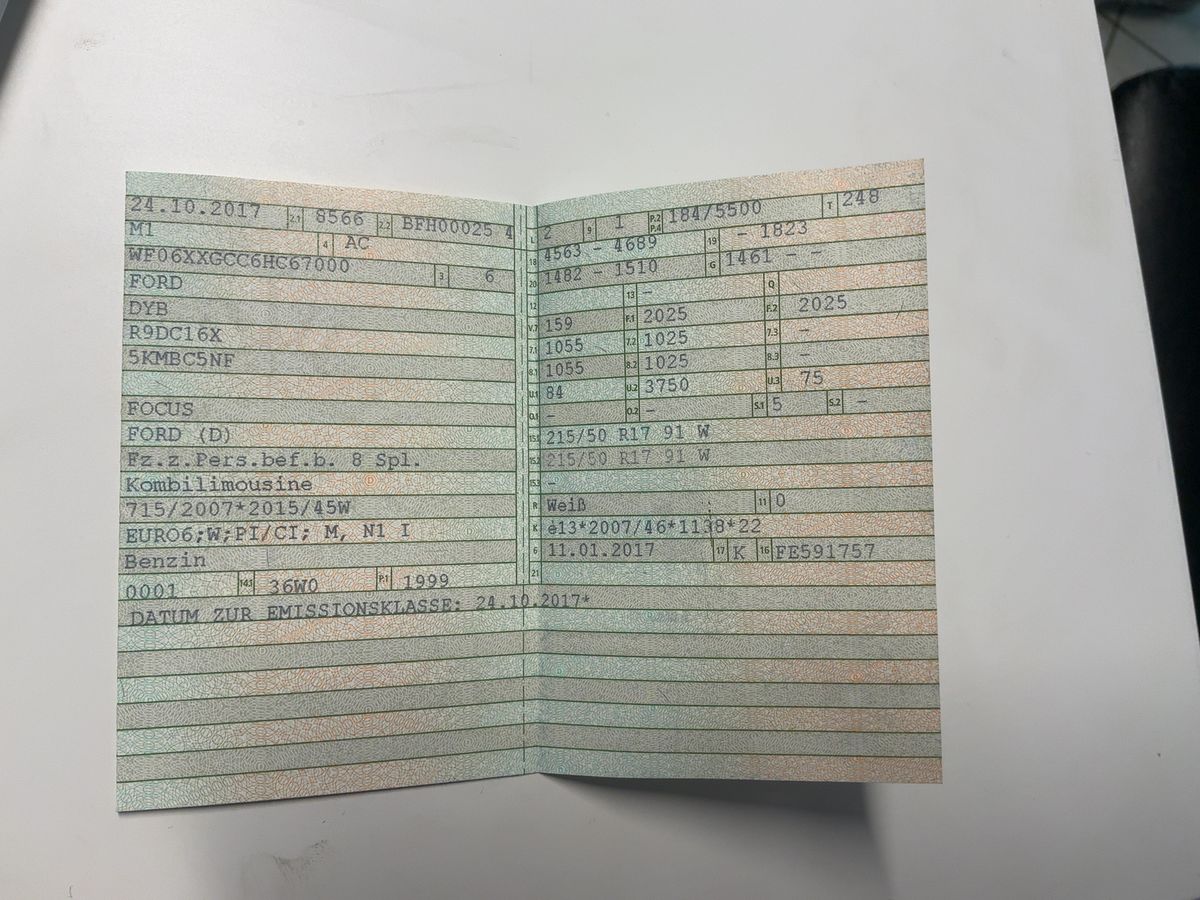 24.10.2017 2.1 8566 2.2 BFH00025 4
M1 4 AC
WF06XXGCC6HC67000 3 6
FORD
DYB
R9DC16X
5KMBC5NF
FOCUS
FORD (D)
Fz.z.Pers.bef.b. 8 Spl.
Kombilimousine
715/2007*2015/45W
EURO6;W;PI/CI; M, N1 I
Benzin
0001 14.1 36W0 P.1 1999
DATUM ZUR EMISSIONSKLASSE: 24.10.2017*
L 2 9 1 P.2 P.4 184/5500 T 248
18 4563 - 4689 19 - 1823
20 1482 - 1510 G 1461 - -
12 13 - Q
V.7 159 F.1 2025 F.2 2025
7.1 1055 7.2 1025 7.3 -
8.1 1055 8.2 1025 8.3 -
U.1 84 U.2 3750 U.3 75
O.1 - O.2 - S.1 5 S.2 -
15.1 215/50 R17 91 W
15.2 215/50 R17 91 W
15.3 -
R Weiß 11 0
K e13*2007/46*1138*22
6 11.01.2017 17 K 16 FE591757
21